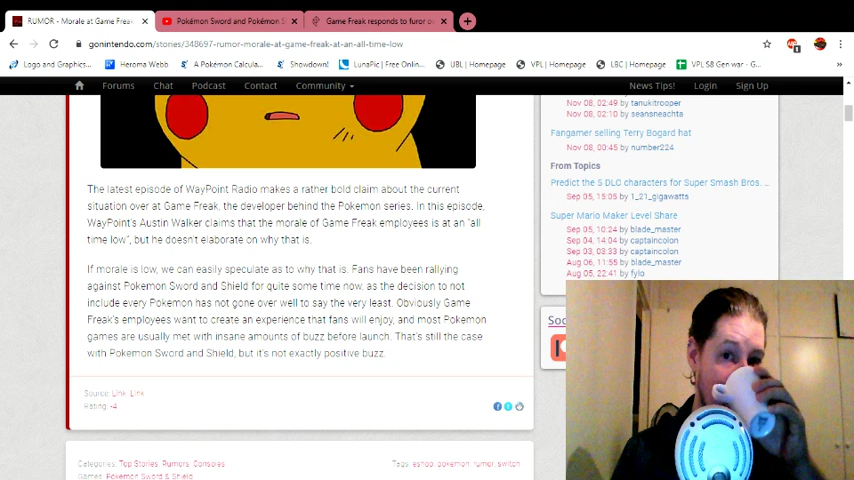 RUMOR - Morale at Game Freak
Pokémon Sword and Pokémon S
Game Freak responds to furor o
gonintendo.com/stories/348697-rumor-morale-at-game-freak-at-an-all-time-low
Logo and Graphics...
Heroma Webb
A Pokémon Calcula...
Showdown!
LunaPic | Free Onlin...
UBL | Homepage
VPL | Homepage
LBC | Homepage
VPL S8 Gen war - G...
Forums
Chat
Podcast
Contact
Community
News Tips!
Login
Sign Up
The latest episode of WayPoint Radio makes a rather bold claim about the current
situation over at Game Freak, the developer behind the Pokemon series. In this episode,
WayPoint's Austin Walker claims that the morale of Game Freak employees is at an "all
time low", but he doesn't elaborate on why that is.
If morale is low, we can easily speculate as to why that is. Fans have been rallying
against Pokemon Sword and Shield for quite some time now, as the decision to not
include every Pokemon has not gone over well to say the very least. Obviously Game
Freak's employees want to create an experience that fans will enjoy, and most Pokemon
games are usually met with insane amounts of buzz before launch. That's still the case
with Pokemon Sword and Shield, but it's not exactly positive buzz.
Source: Link, Link
Rating: -4
Categories: Top Stories, Rumors, Consoles
Tags: eshop, pokemon, rumor, switch
Games: Pokemon Sword & Shield
Nov 08, 02:49 by tanukitrooper
Nov 08, 02:10 by seansneachta
Fangamer selling Terry Bogard hat
Nov 08, 00:45 by number224
From Topics
Predict the 5 DLC characters for Super Smash Bros. ...
Sep 05, 15:05 by 1_21_gigawatts
Super Mario Maker Level Share
Sep 05, 10:24 by blade_master
Sep 04, 14:04 by captaincolon
Sep 03, 03:33 by captaincolon
Aug 06, 11:55 by blade_master
Aug 05, 22:41 by fylo
Soc